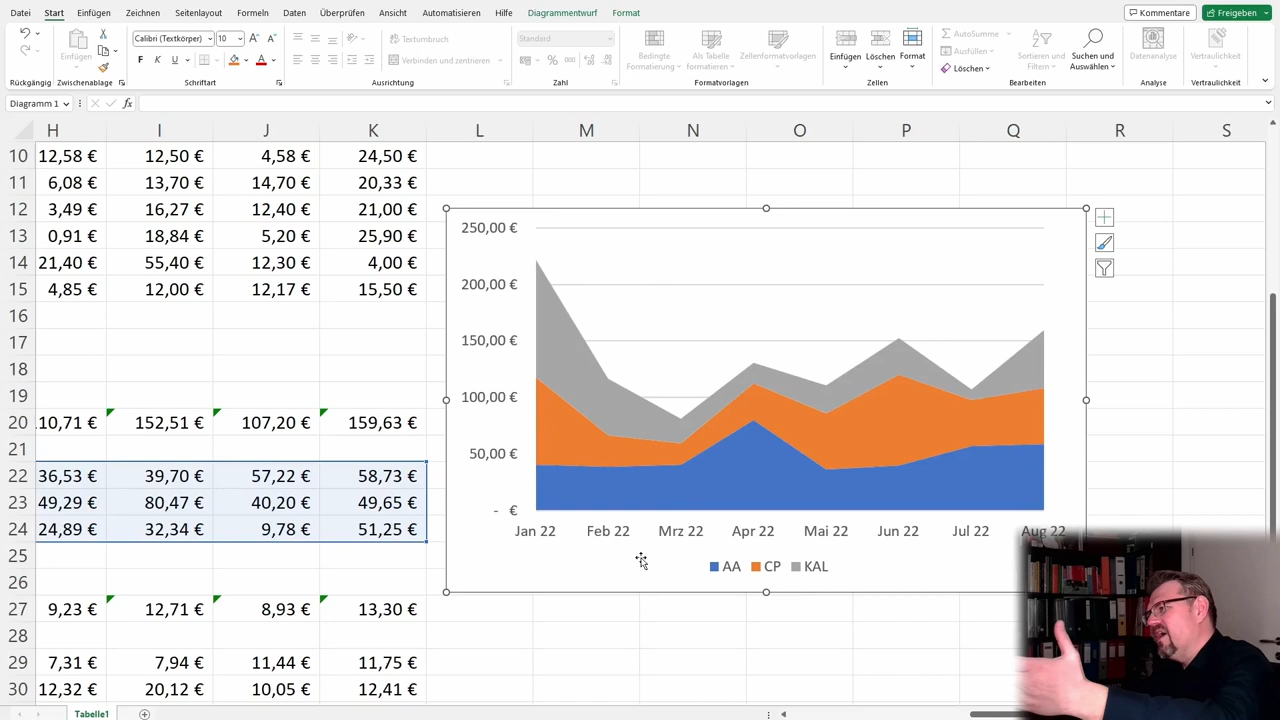 Datei Start Einfügen Zeichnen Seitenlayout Formeln Daten Überprüfen Ansicht Automatisieren Hilfe Diagrammentwurf Format Kommentare Freigeben
Calibri (Textkörper) 10 A A Textumbruch Standard AutoSumme
Einfügen Bedingte Als Tabelle Zellenformatvorlagen Einfügen Löschen Format Ausfüllen Sortieren Suchen und Datenanalyse Vertraulichkeit
F K U Verbinden und zentrieren % 000 Formatierung formatieren Löschen und Filtern Auswählen
Rückgängig Zwischenablage Schriftart Ausrichtung Zahl Formatvorlagen Zellen Bearbeiten Analyse Vertraulichkeit
Diagramm 1 fx
H I J K L M N O P Q R S
10 12,58 € 12,50 € 4,58 € 24,50 €
11 6,08 € 13,70 € 14,70 € 20,33 €
12 3,49 € 16,27 € 12,40 € 21,00 €
13 0,91 € 18,84 € 5,20 € 25,90 €
14 21,40 € 55,40 € 12,30 € 4,00 €
15 4,85 € 12,00 € 12,17 € 15,50 €
16
17
18
19
20 10,71 € 152,51 € 107,20 € 159,63 €
21
22 36,53 € 39,70 € 57,22 € 58,73 €
23 49,29 € 80,47 € 40,20 € 49,65 €
24 24,89 € 32,34 € 9,78 € 51,25 €
25
26
27 9,23 € 12,71 € 8,93 € 13,30 €
28
29 7,31 € 7,94 € 11,44 € 11,75 €
30 12,32 € 20,12 € 10,05 € 12,41 €
250,00 €
200,00 €
150,00 €
100,00 €
50,00 €
- €
Jan 22 Feb 22 Mrz 22 Apr 22 Mai 22 Jun 22 Jul 22 Aug 22
AA CP KAL
Tabelle1